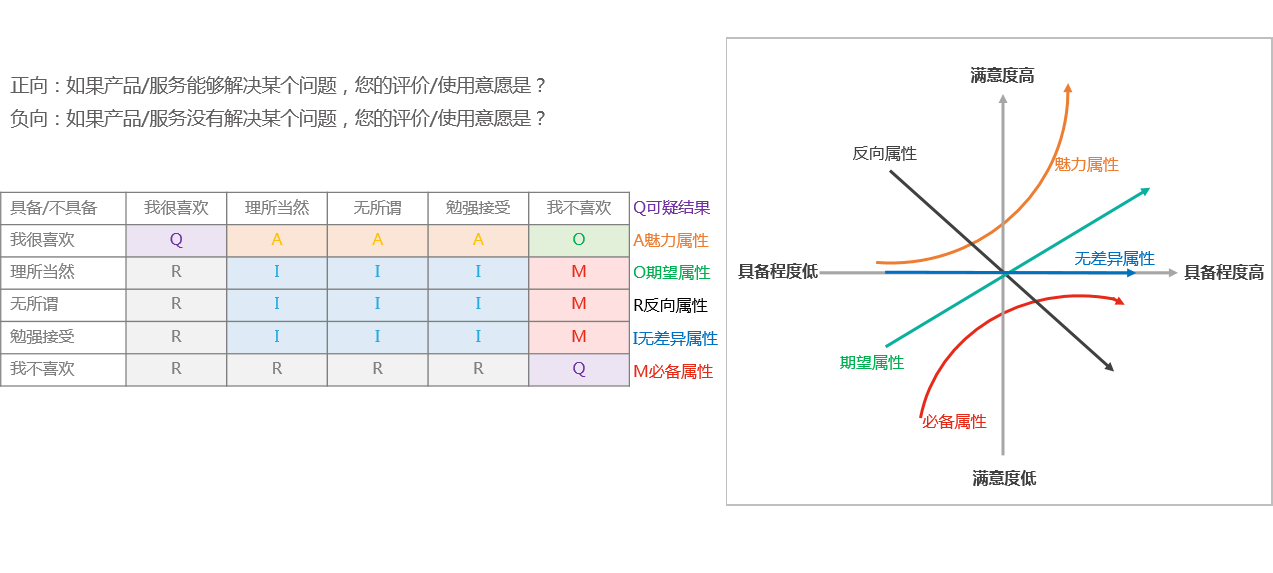 正向：如果产品/服务能够解决某个问题，您的评价/使用意愿是？
负向：如果产品/服务没有解决某个问题，您的评价/使用意愿是？
具备/不具备 我很喜欢 理所当然 无所谓 勉强接受 我不喜欢 Q可疑结果
我很喜欢 Q A A A O A魅力属性
理所当然 R I I I M O期望属性
无所谓 R I I I M R反向属性
勉强接受 R I I I M I无差异属性
我不喜欢 R R R R Q M必备属性
满意度高
反向属性
魅力属性
无差异属性
具备程度低
具备程度高
期望属性
必备属性
满意度低